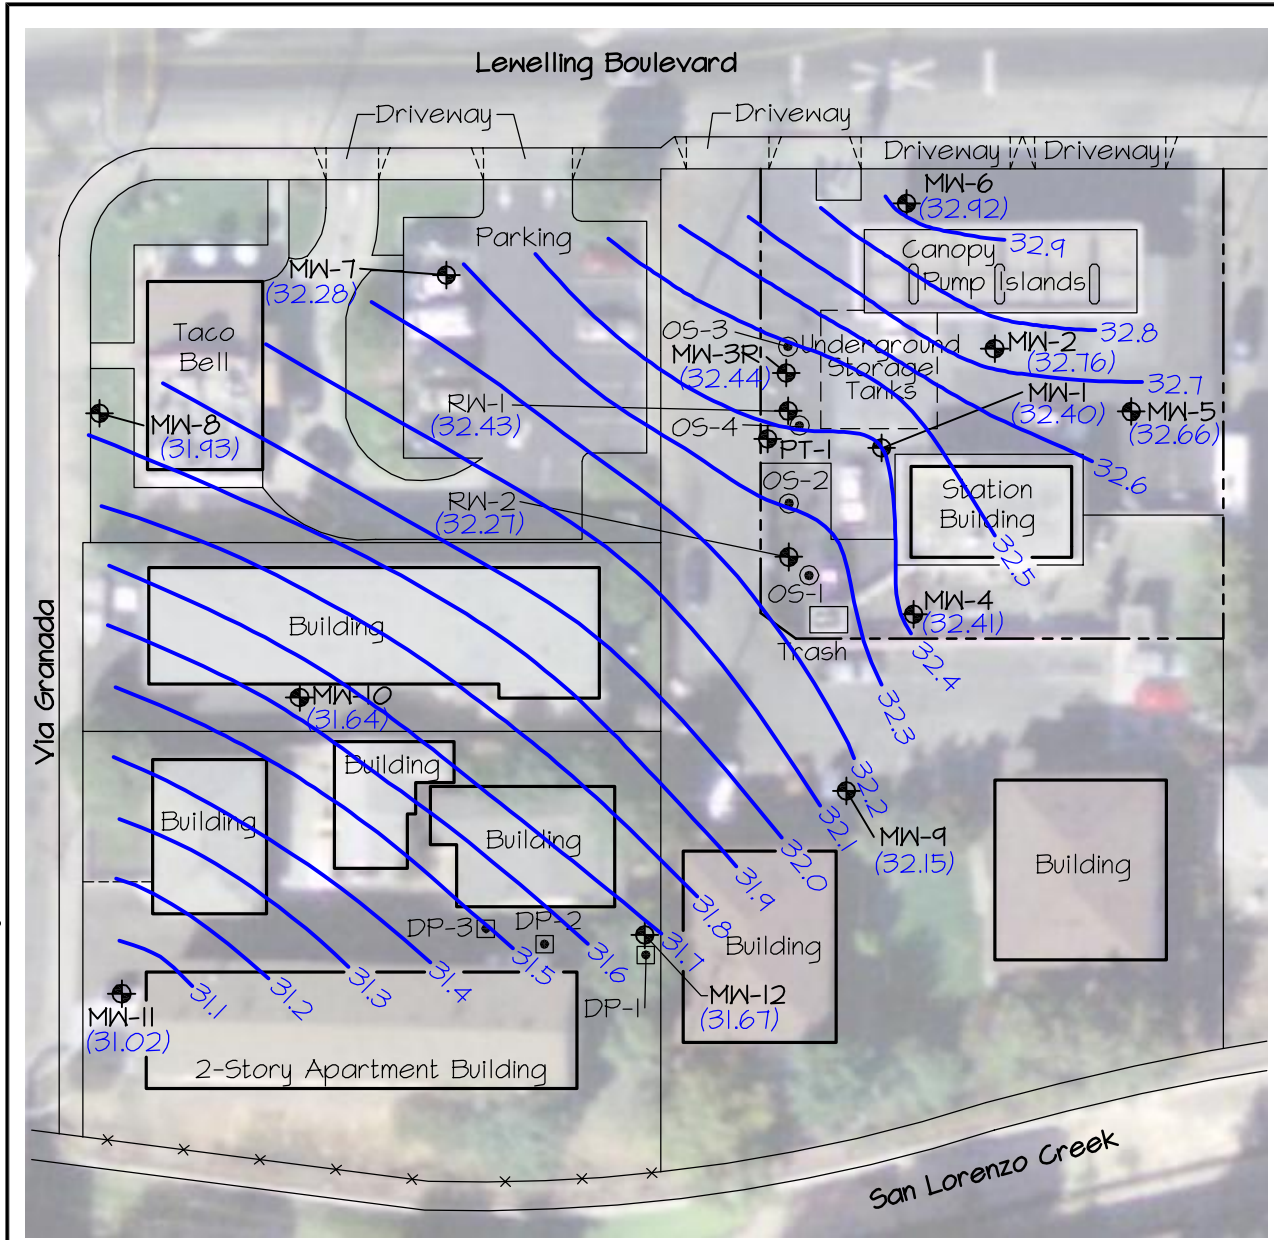 Lewelling Boulevard
Driveway
Driveway
Driveway
Driveway
MW-6
(32.92)
Parking
32.9
Canopy
Pump Islands
MW-7
(32.28)
Taco
Bell
OS-3
Underground
Storage
Tanks
32.8
MW-2
(32.76)
MW-3R
(32.44)
32.7
MW-1
(32.40)
RW-1
(32.43)
MW-5
(32.66)
MW-8
(31.93)
OS-4
PT-1
32.6
OS-2
Station
Building
RW-2
(32.27)
32.5
OS-1
MW-4
(32.41)
Building
Trash
32.4
Via Granada
MW-10
(31.64)
32.3
Building
32.2
Building
Building
32.1
MW-9
(32.15)
32.0
Building
31.9
31.8
DP-3
DP-2
31.7
Building
31.6
31.5
31.4
31.3
31.2
31.1
MW-11
(31.02)
DP-1
MW-12
(31.67)
2-Story Apartment Building
San Lorenzo Creek